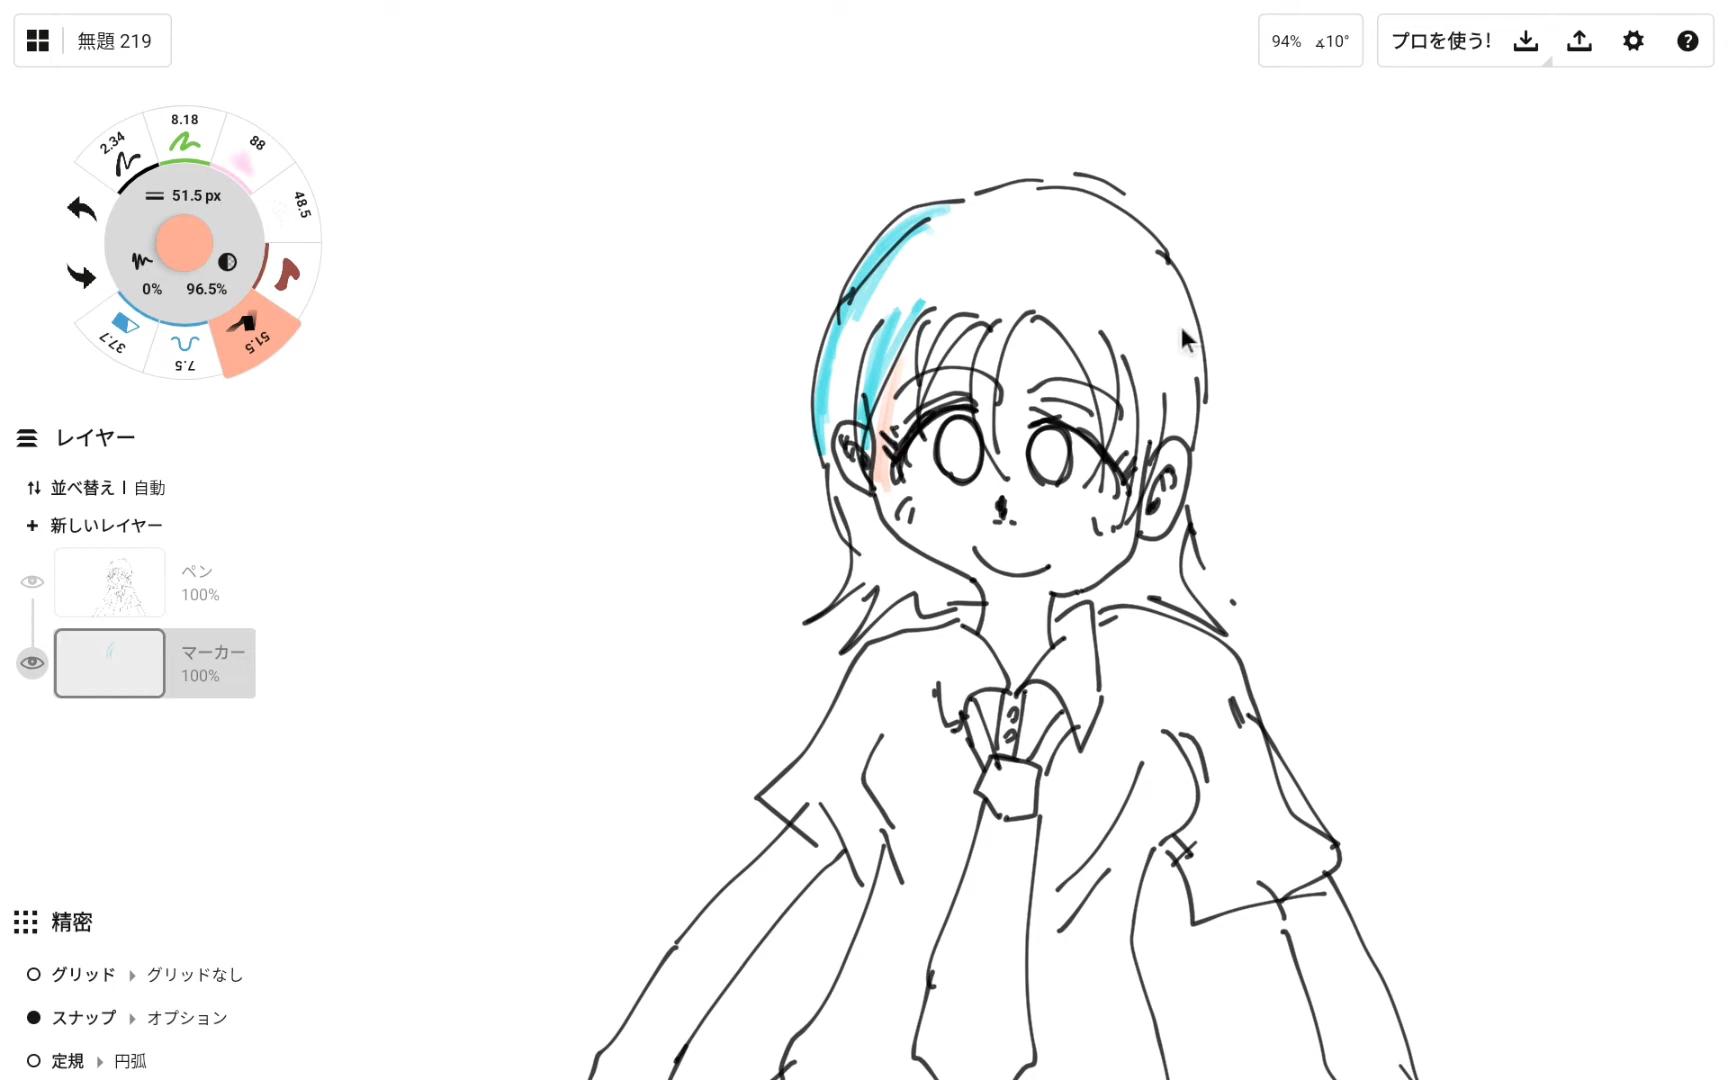 無題 219
94% ∡10°
プロを使う!
2.34
8.18
88
48.5
51.5 px
0%
96.5%
37.7
7.5
51.5
レイヤー
並べ替え | 自動
+ 新しいレイヤー
ペン
100%
マーカー
100%
精密
グリッド ▸ グリッドなし
スナップ ▸ オプション
定規 ▸ 円弧